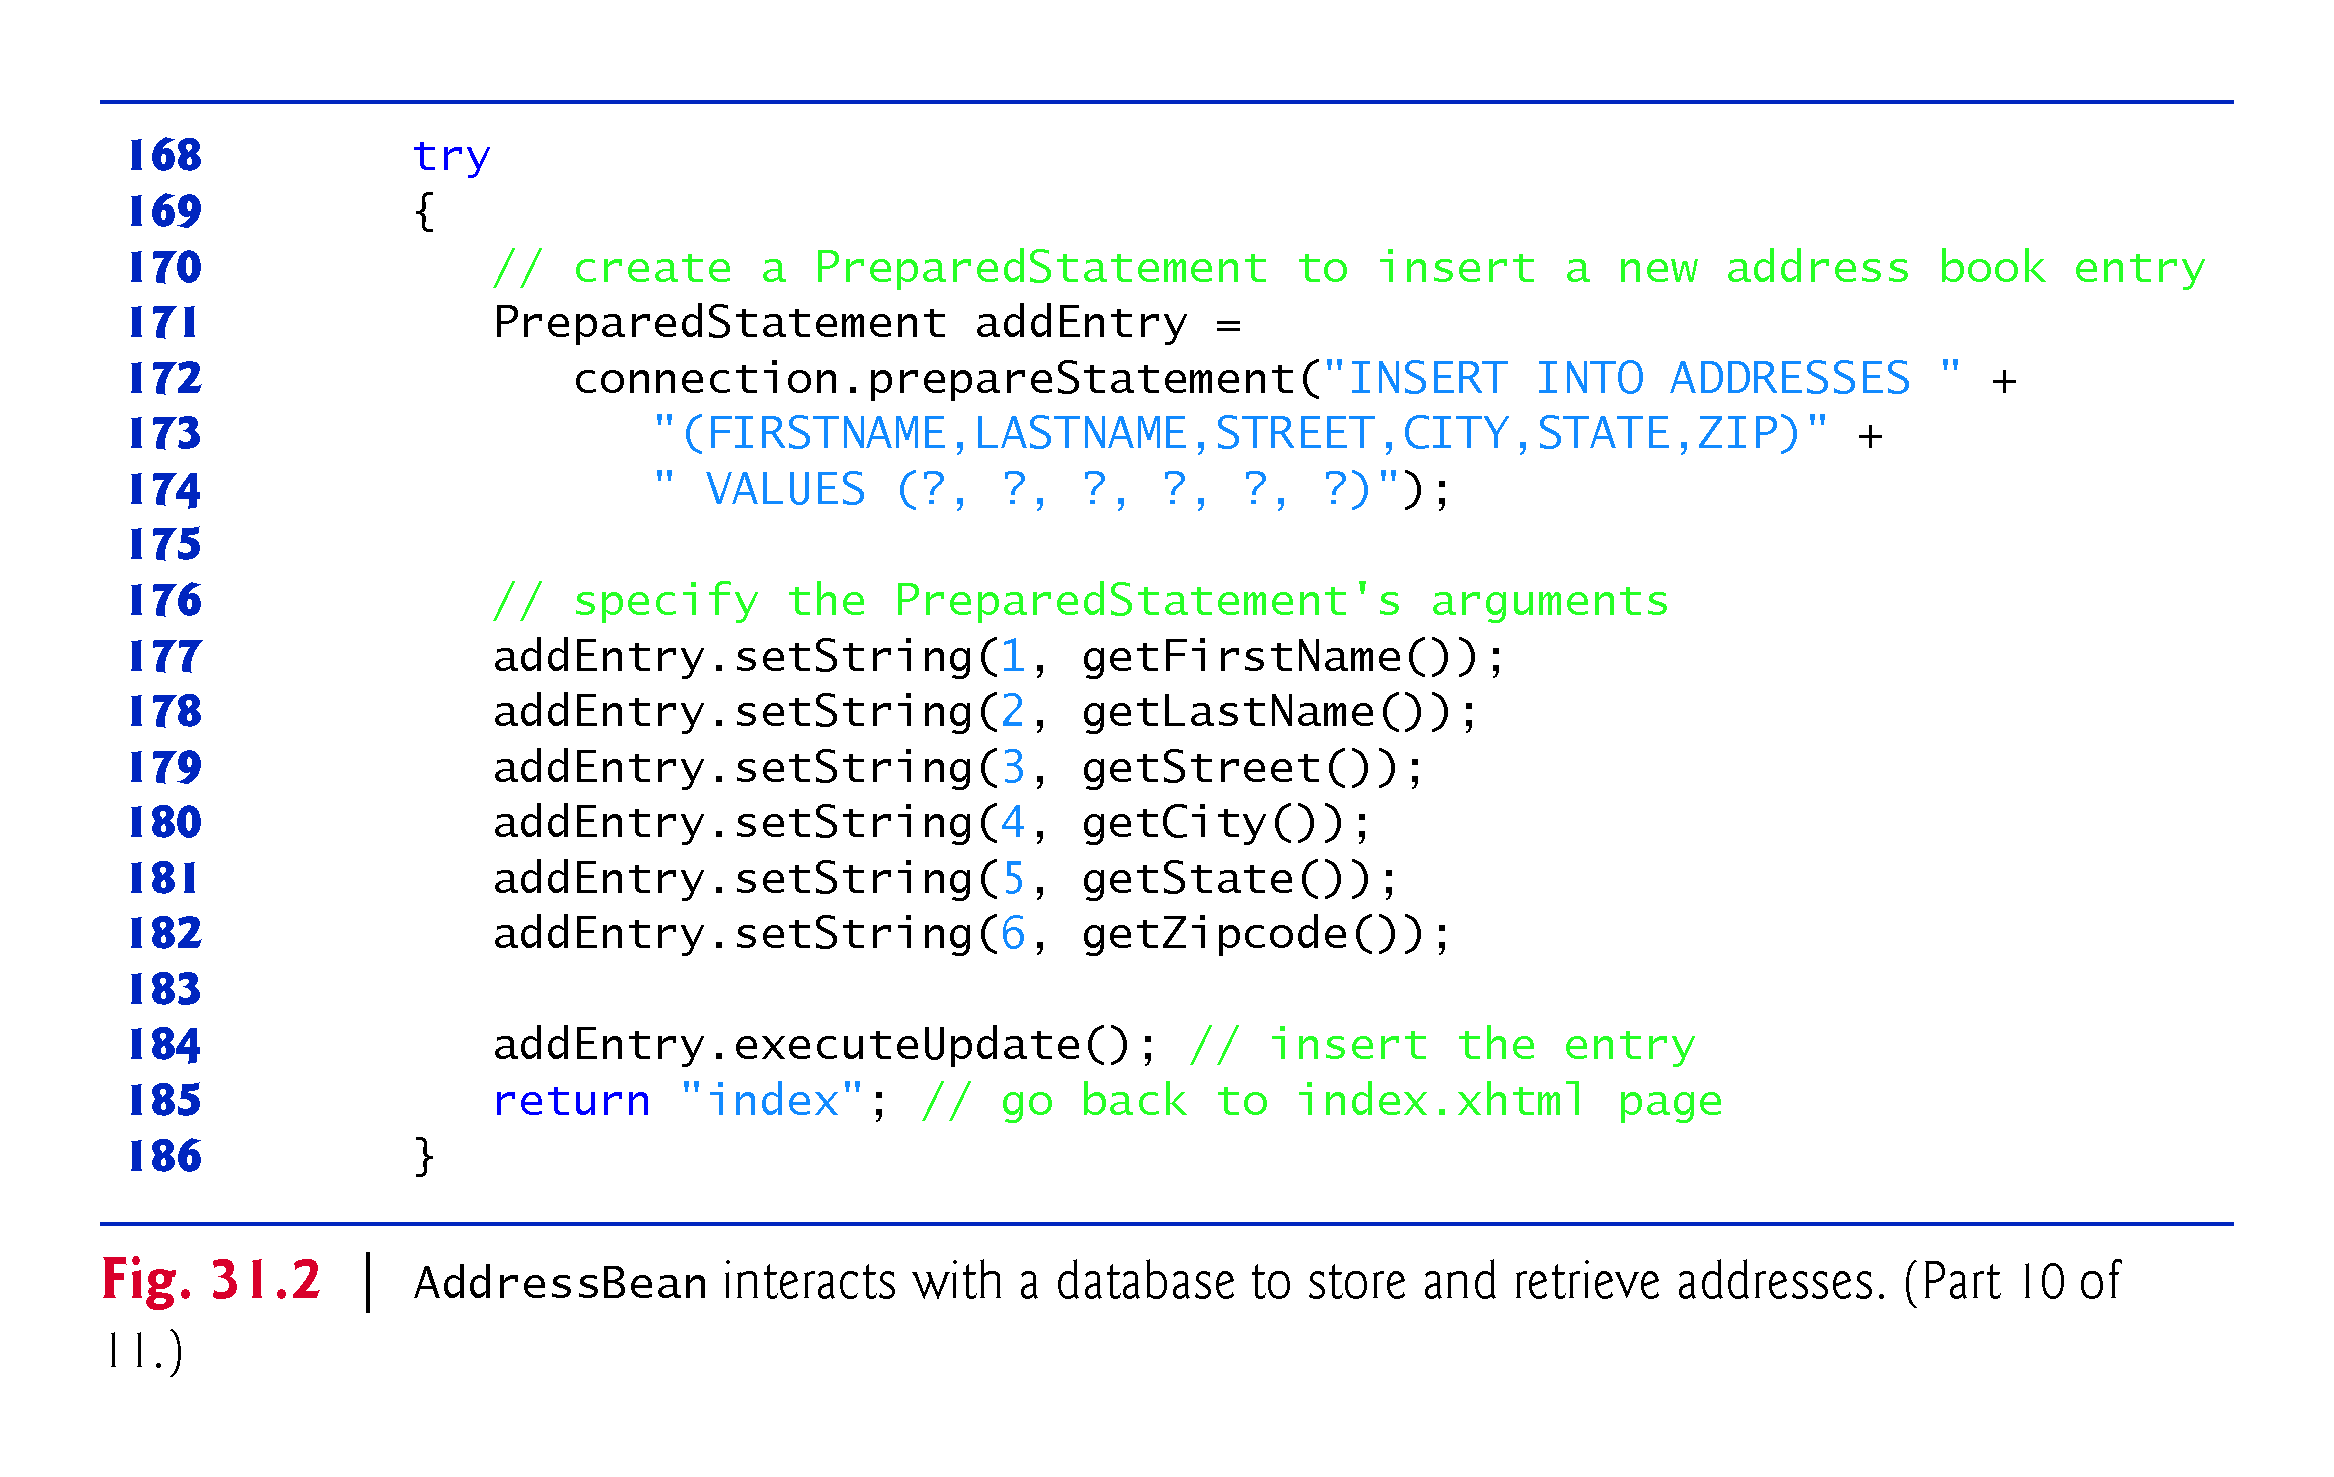 168 try
169 {
170 // create a PreparedStatement to insert a new address book entry
171 PreparedStatement addEntry =
172 connection.prepareStatement("INSERT INTO ADDRESSES " +
173 "(FIRSTNAME,LASTNAME,STREET,CITY,STATE,ZIP)" +
174 " VALUES (?, ?, ?, ?, ?, ?)");
175
176 // specify the PreparedStatement's arguments
177 addEntry.setString(1, getFirstName());
178 addEntry.setString(2, getLastName());
179 addEntry.setString(3, getStreet());
180 addEntry.setString(4, getCity());
181 addEntry.setString(5, getState());
182 addEntry.setString(6, getZipcode());
183
184 addEntry.executeUpdate(); // insert the entry
185 return "index"; // go back to index.xhtml page
186 }
Fig. 31.2 | AddressBean interacts with a database to store and retrieve addresses. (Part 10 of
11.)